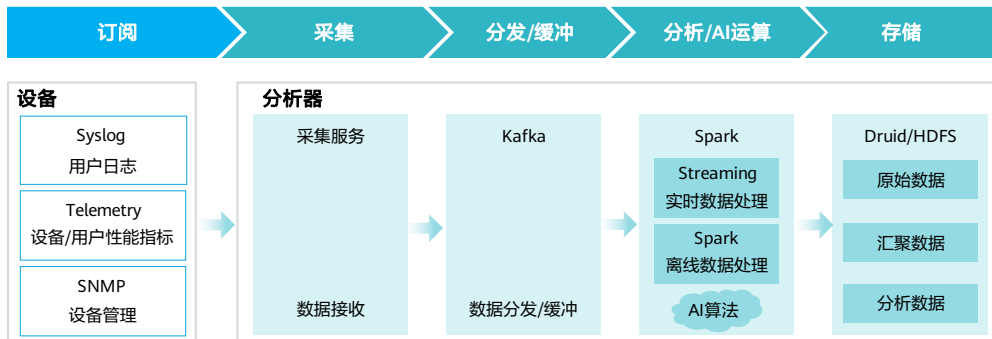 订阅
采集
分发/缓冲
分析/AI运算
存储
设备
Syslog
用户日志
Telemetry
设备/用户性能指标
SNMP
设备管理
分析器
采集服务
数据接收
Kafka
数据分发/缓冲
Spark
Streaming
实时数据处理
Spark
离线数据处理
AI算法
Druid/HDFS
原始数据
汇聚数据
分析数据